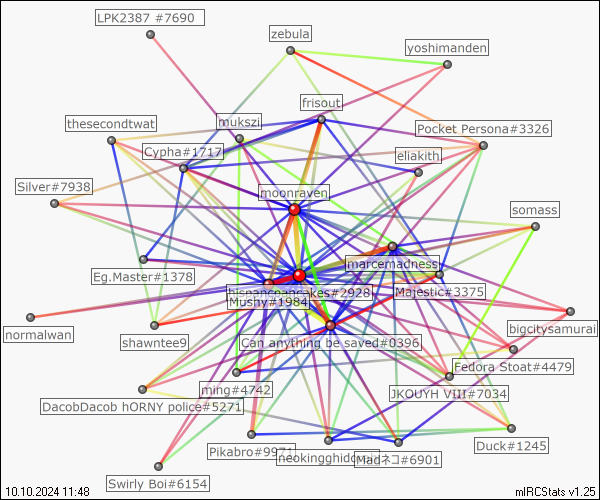 LPK2387 #7690
zebula
yoshimanden
frisout
thesecondtwat
mukszi
Pocket Persona#3326
Cypha#1717
eliakith
Silver#7938
moonraven
somass
marcemadness
Eg.Master#1378
hispancpancakes#2928
Majestic#3375
Mushy#1984
normalwan
shawntee9
bigcitysamurai
Can anything be saved#0396
Fedora Stoat#4479
ming#4742
JKOUYH VIII#7034
DacobDacob hORNY police#5271
Duck#1245
Pikabro#9971
Madネコ#6901
Swirly Boi#6154
10.10.2024 11:48
mIRCStats v1.25